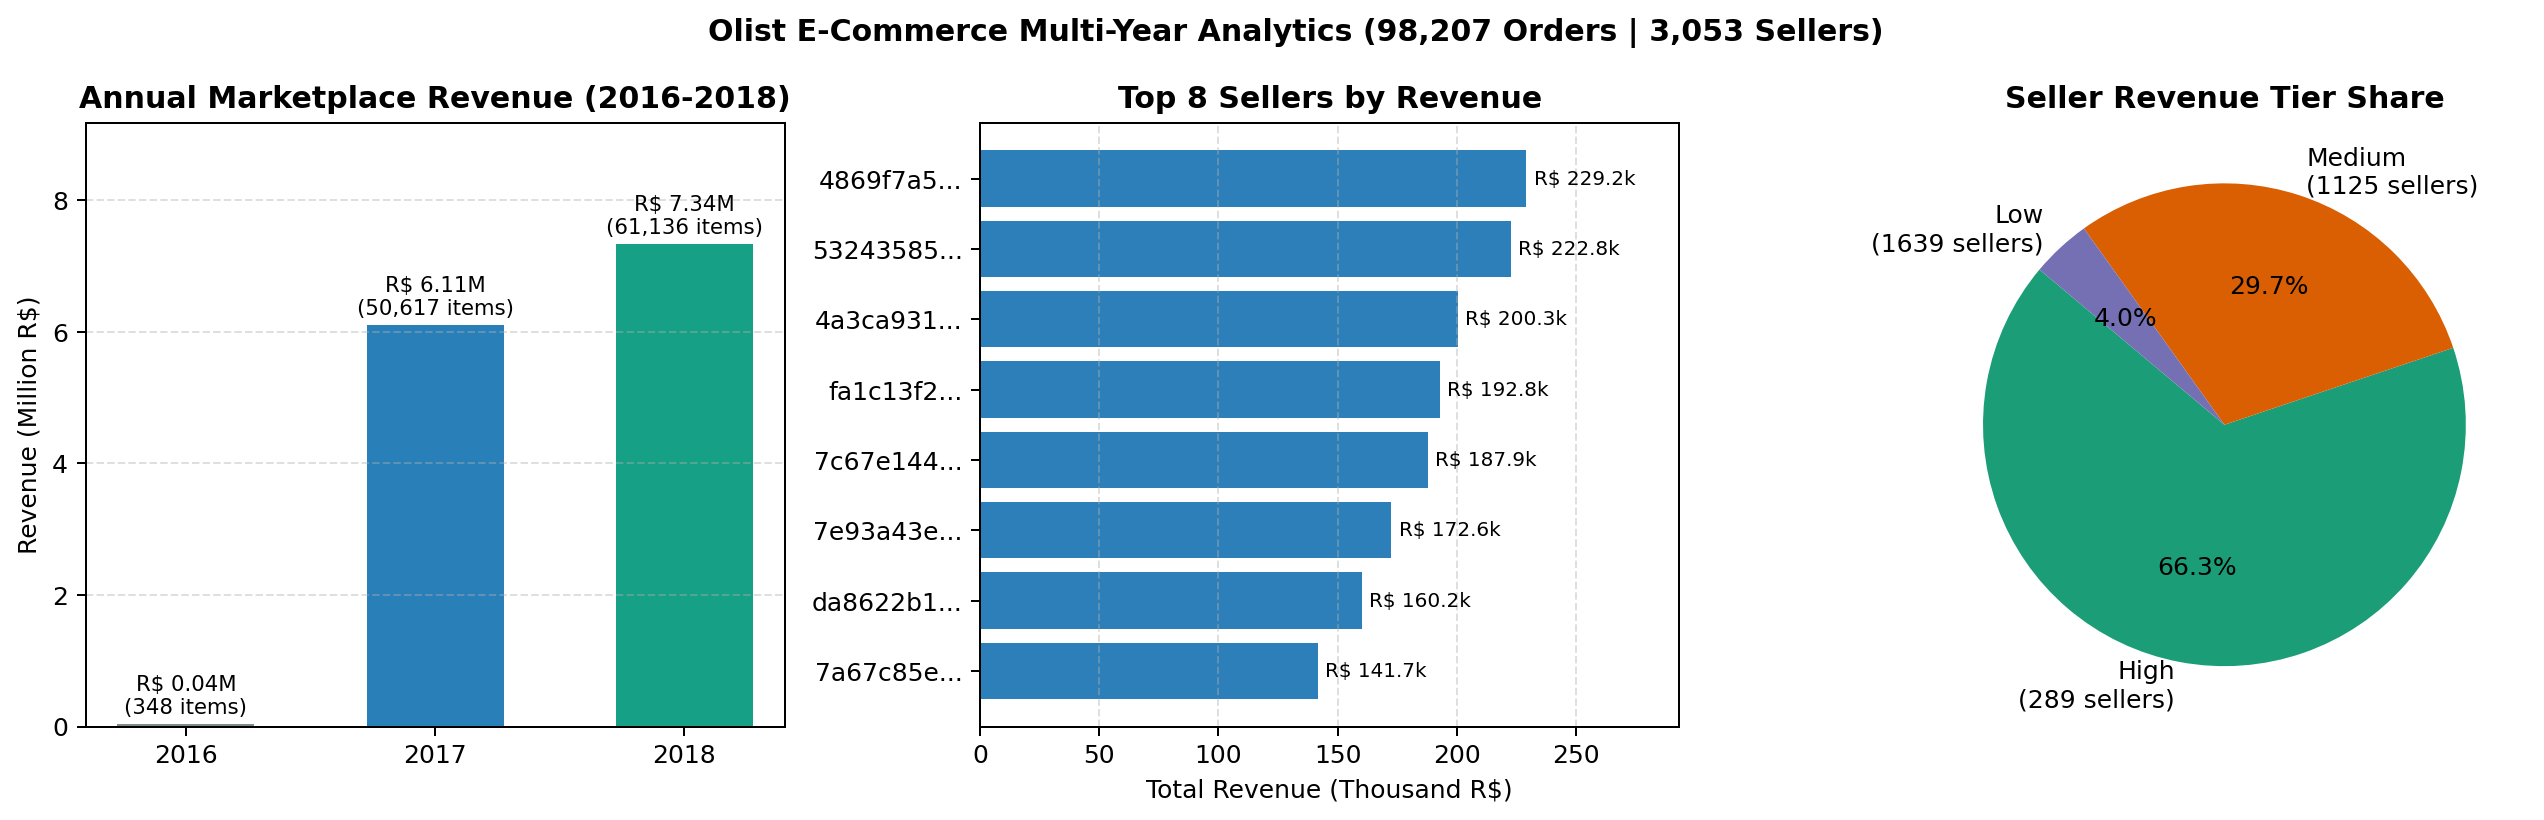 Olist E-Commerce Multi-Year Analytics (98,207 Orders | 3,053 Sellers)
Annual Marketplace Revenue (2016-2018)
Revenue (Million R$)
8
6
4
2
0
R$ 0.04M
(348 items)
R$ 6.11M
(50,617 items)
R$ 7.34M
(61,136 items)
2016
2017
2018
Top 8 Sellers by Revenue
4869f7a5...
R$ 229.2k
53243585...
R$ 222.8k
4a3ca931...
R$ 200.3k
fa1c13f2...
R$ 192.8k
7c67e144...
R$ 187.9k
7e93a43e...
R$ 172.6k
da8622b1...
R$ 160.2k
7a67c85e...
R$ 141.7k
0
50
100
150
200
250
Total Revenue (Thousand R$)
Seller Revenue Tier Share
Medium
(1125 sellers)
Low
(1639 sellers)
29.7%
4.0%
66.3%
High
(289 sellers)